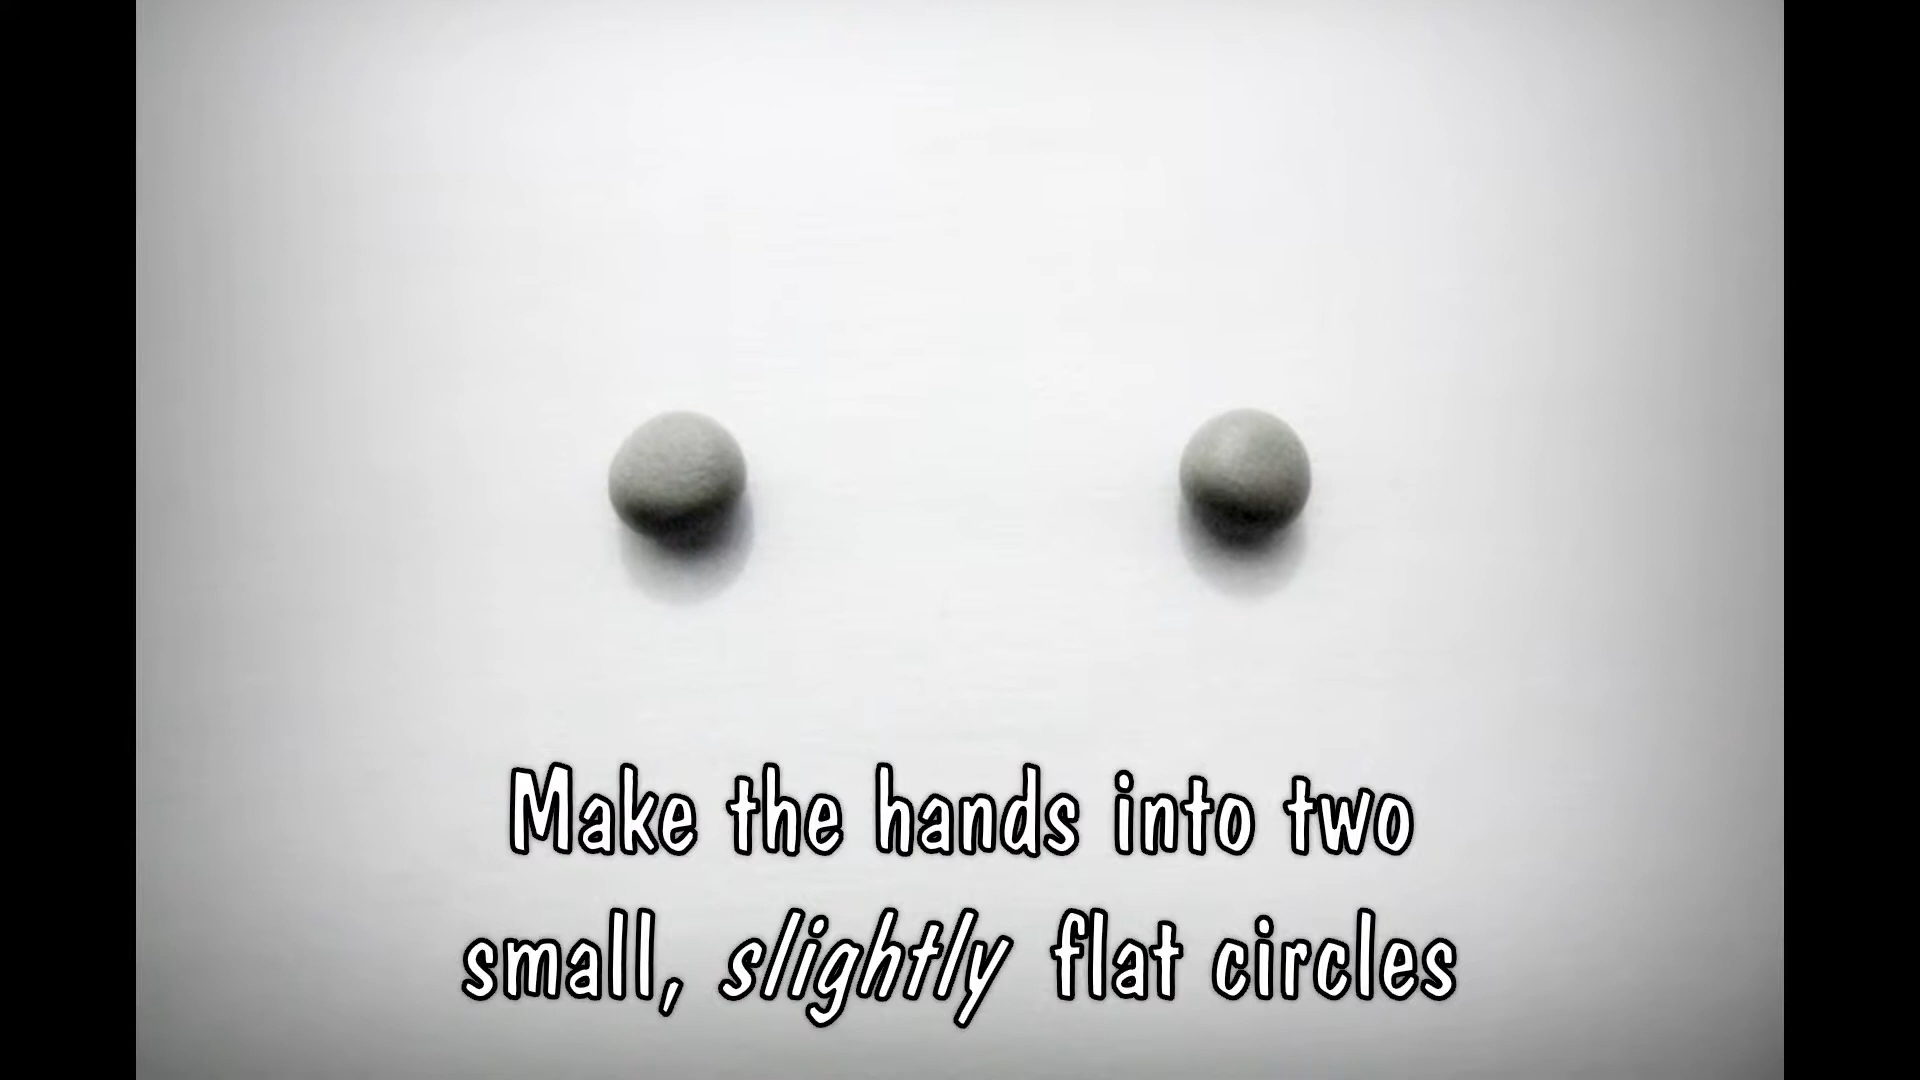 Make the hands into two
small, slightly flat circles